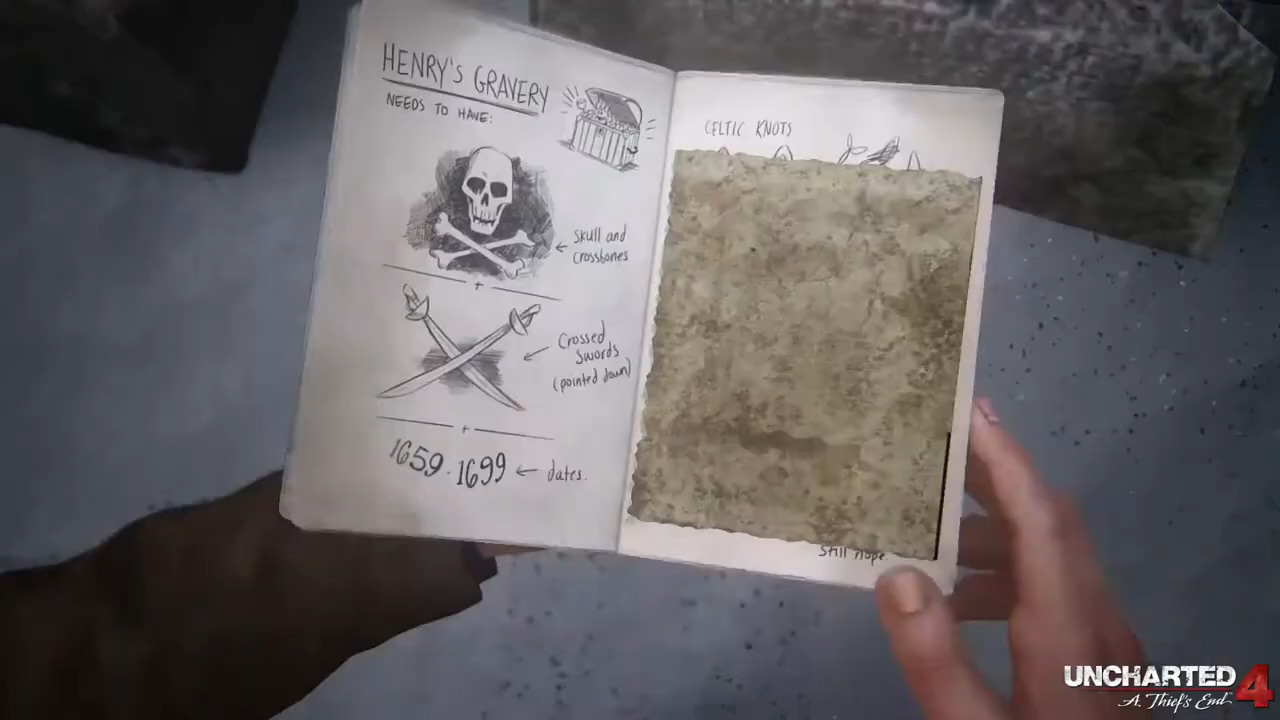 HENRY'S GRAVERY
NEEDS TO HAVE:
Skull and
crossbones
+
Crossed
Swords
(pointed down)
+
1659-1699 ← dates.
CELTIC KNOTS
Still nope.
UNCHARTED 4
A Thief's End